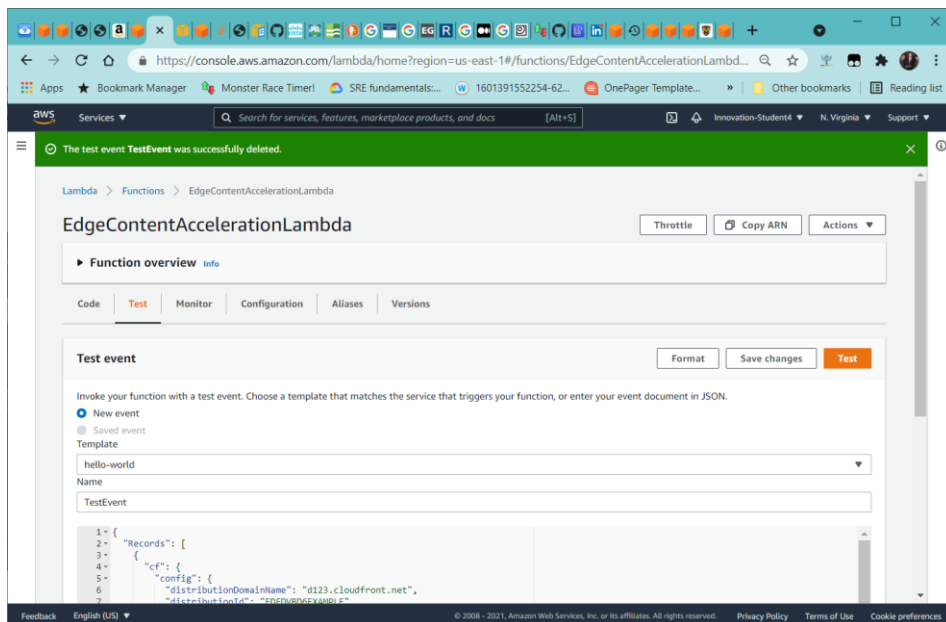 https://console.aws.amazon.com/lambda/home?region=us-east-1#/functions/EdgeContentAccelerationLambd...
Apps Bookmark Manager Monster Race Timer! SRE fundamentals:... 1601391552254-62... OnePager Template... » Other bookmarks Reading list
aws Services ▼ Search for services, features, marketplace products, and docs [Alt+S] Innovation-Student4 ▼ N. Virginia ▼ Support ▼
The test event TestEvent was successfully deleted.
Lambda > Functions > EdgeContentAccelerationLambda
EdgeContentAccelerationLambda Throttle Copy ARN Actions ▼
Function overview Info
Code Test Monitor Configuration Aliases Versions
Test event Format Save changes Test
Invoke your function with a test event. Choose a template that matches the service that triggers your function, or enter your event document in JSON.
New event
Saved event
Template
hello-world
Name
TestEvent
1 {
2 "Records": [
3 {
4 "cf": {
5 "config": {
6 "distributionDomainName": "d123.cloudfront.net",
7 "distributionId": "EDFDVBD6EXAMPLE"
Feedback English (US) ▼ © 2008 - 2021, Amazon Web Services, Inc. or its affiliates. All rights reserved. Privacy Policy Terms of Use Cookie preferences